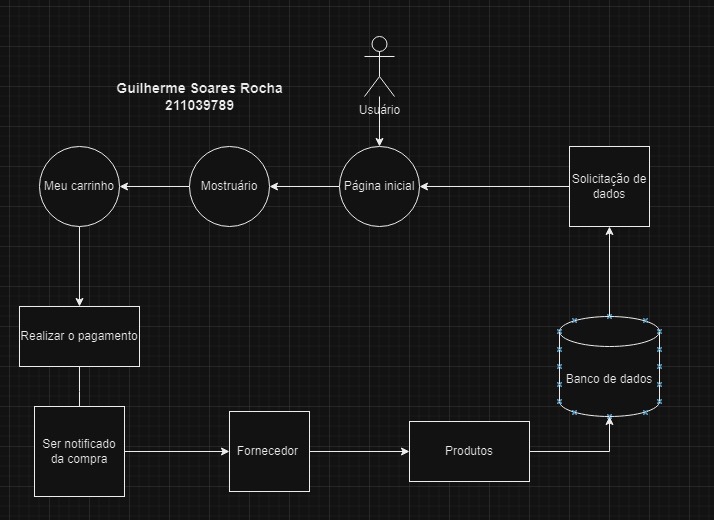 Guilherme Soares Rocha
211039789
Usuário
Meu carrinho
Mostruário
Página inicial
Solicitação de
dados
Realizar o pagamento
Banco de dados
Ser notificado
da compra
Fornecedor
Produtos